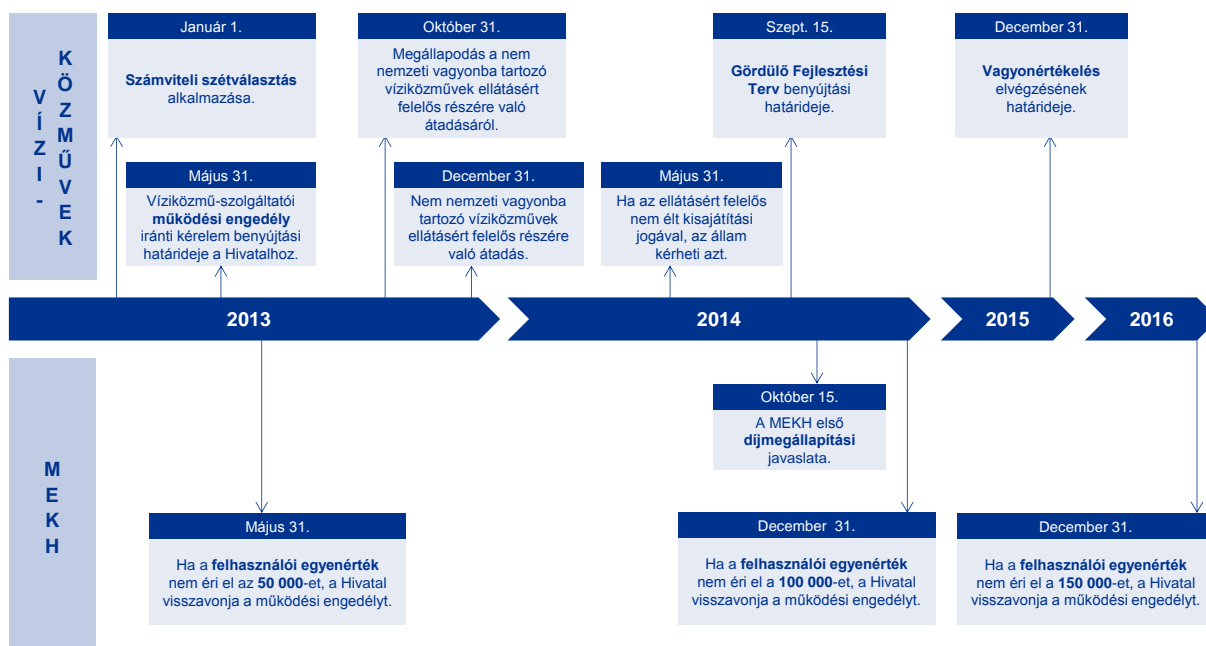 VÍZI-
KÖZMŰVEK
Január 1.
Számviteli szétválasztás
alkalmazása.
Október 31.
Megállapodás a nem
nemzeti vagyonba tartozó
víziközművek ellátásért
felelős részére való
átadásáról.
Szept. 15.
Gördülő Fejlesztési
Terv benyújtási
határideje.
December 31.
Vagyonértékelés
elvégzésének
határideje.
Május 31.
Víziközmű-szolgáltatói
működési engedély
iránti kérelem benyújtási
határideje a Hivatalhoz.
December 31.
Nem nemzeti vagyonba
tartozó víziközművek
ellátásért felelős részére
való átadás.
Május 31.
Ha az ellátásért felelős
nem élt kisajátítási
jogával, az állam
kérheti azt.
2013
2014
2015
2016
MEKH
Október 15.
A MEKH első
díjmegállapítási
javaslata.
Május 31.
Ha a felhasználói egyenérték
nem éri el az 50 000-et, a Hivatal
visszavonja a működési engedélyt.
December 31.
Ha a felhasználói egyenérték
nem éri el a 100 000-et, a Hivatal
visszavonja a működési engedélyt.
December 31.
Ha a felhasználói egyenérték
nem éri el a 150 000-et, a Hivatal
visszavonja a működési engedélyt.